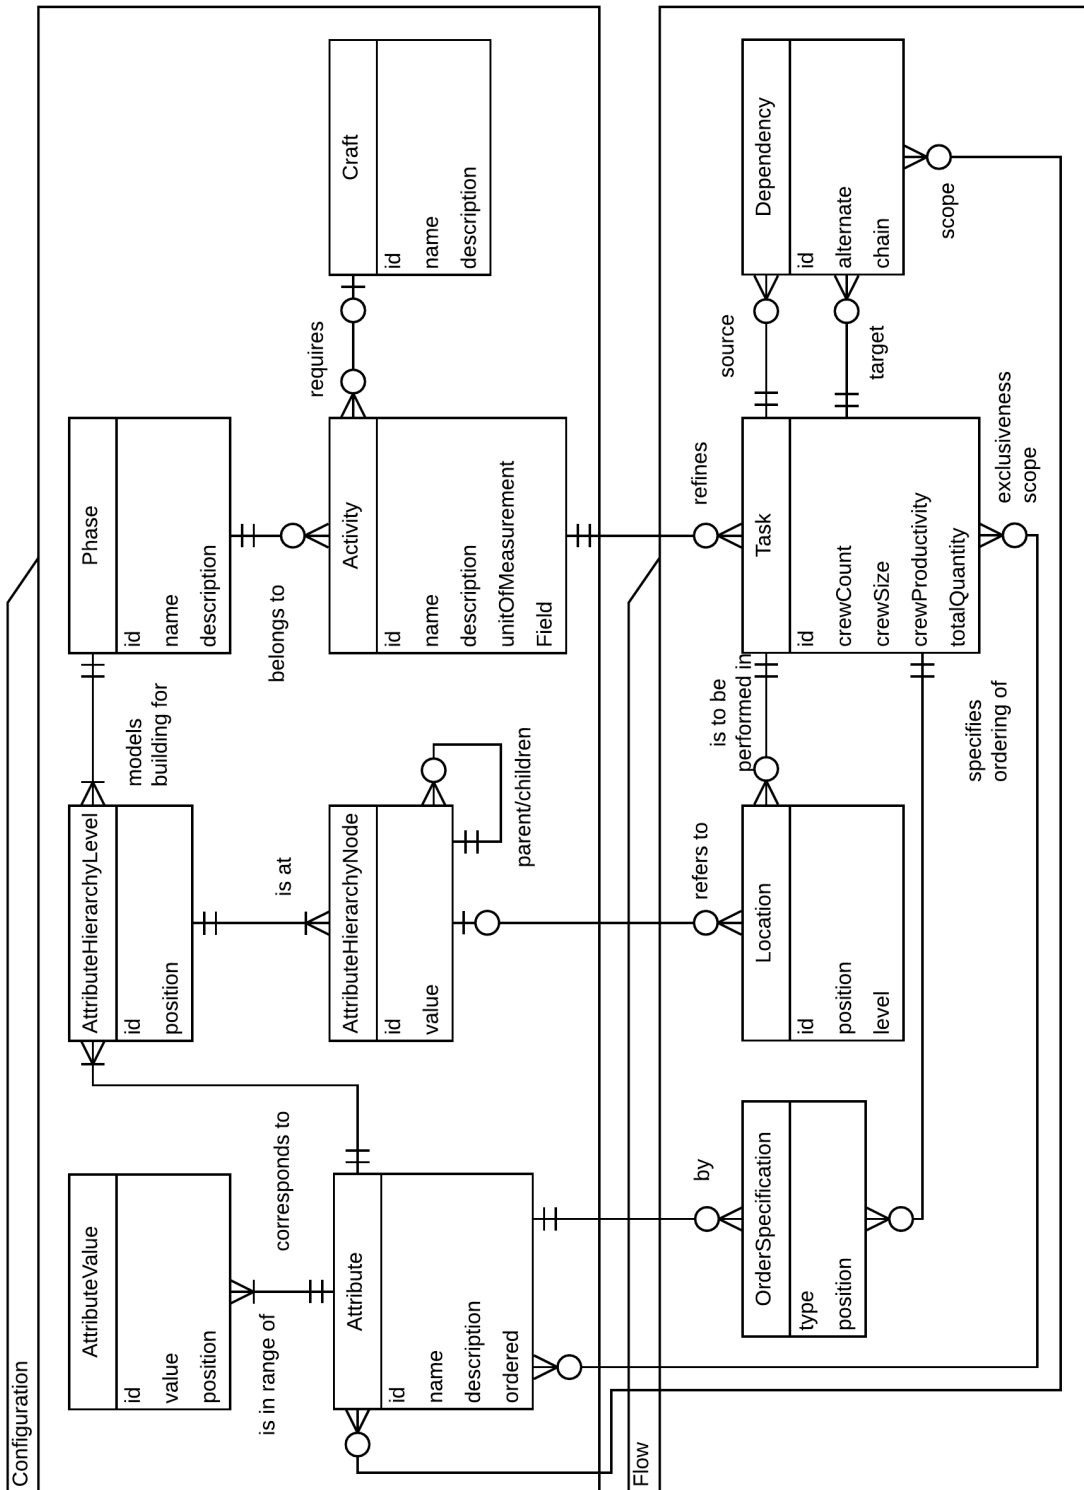 Configuration
AttributeValue
id
value
position
is in range of
Attribute
id
name
description
ordered
corresponds to
AttributeHierarchyLevel
id
position
is at
AttributeHierarchyNode
id
value
parent/children
models
building for
Phase
id
name
description
belongs to
Activity
id
name
description
unitOfMeasurement
Field
requires
Craft
id
name
description
Flow
OrderSpecification
type
position
by
Location
id
position
level
refers to
is to be
performed in
specifies
ordering of
Task
id
crewCount
crewSize
crewProductivity
totalQuantity
refines
exclusiveness
scope
source
target
Dependency
id
alternate
chain
scope